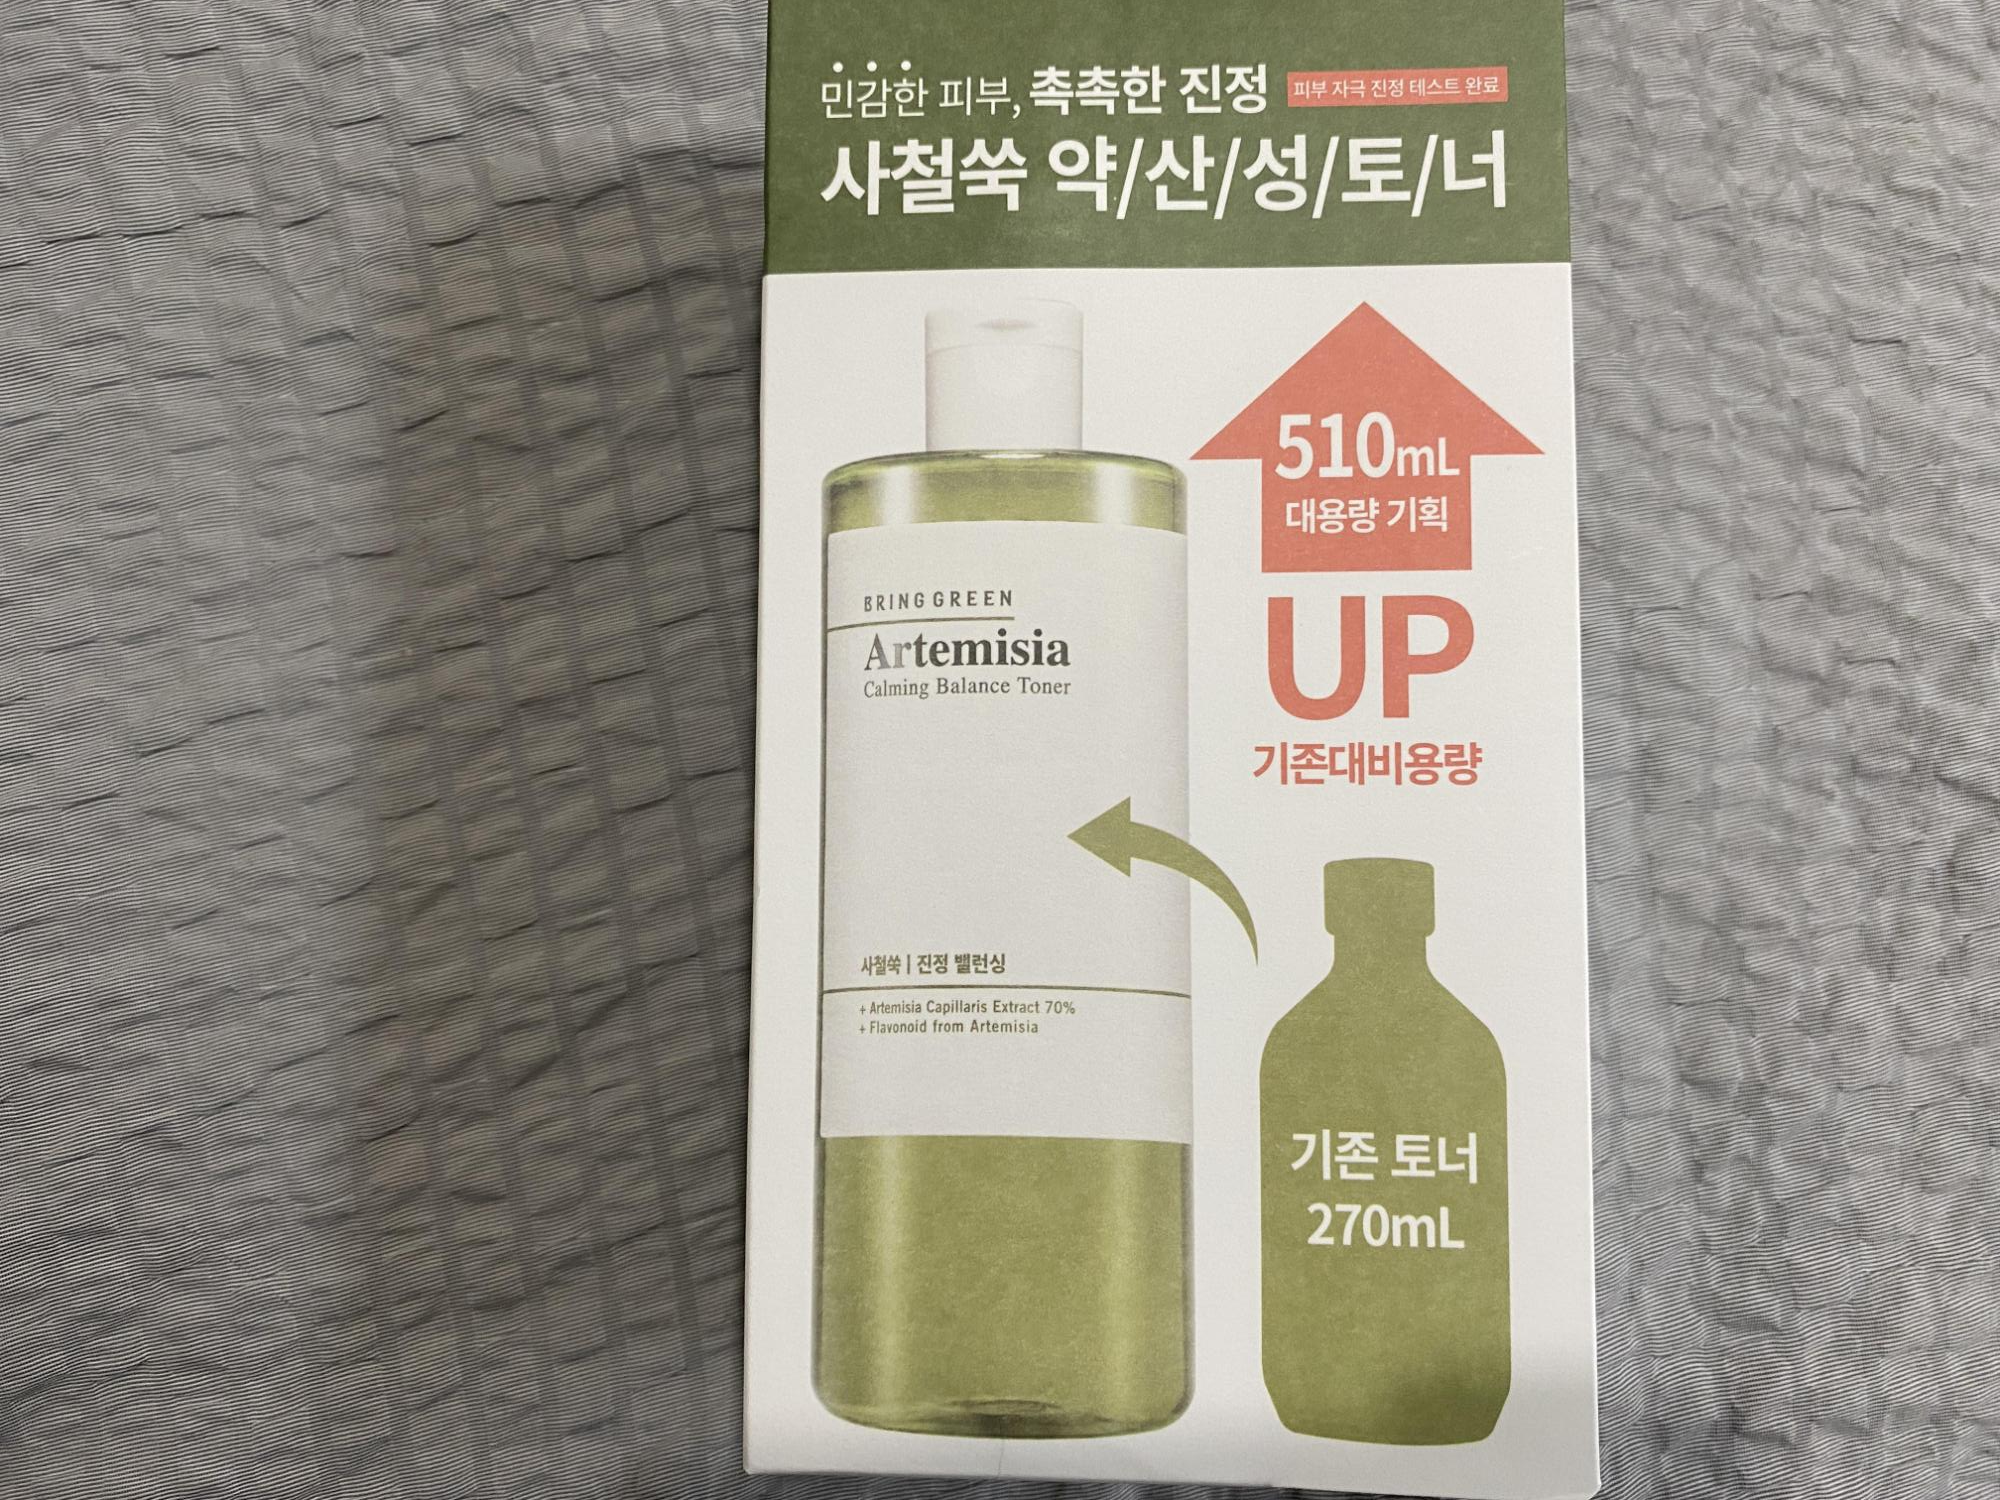 민감한 피부, 촉촉한 진정 피부 자극 진정 테스트 완료
사철쑥 약/산/성/토/너
510mL
대용량 기획
UP
기존대비용량
BRING GREEN
Artemisia
Calming Balance Toner
사철쑥 | 진정 밸런싱
+ Artemisia Capillaris Extract 70%
+ Flavonoid from Artemisia
기존 토너
270mL